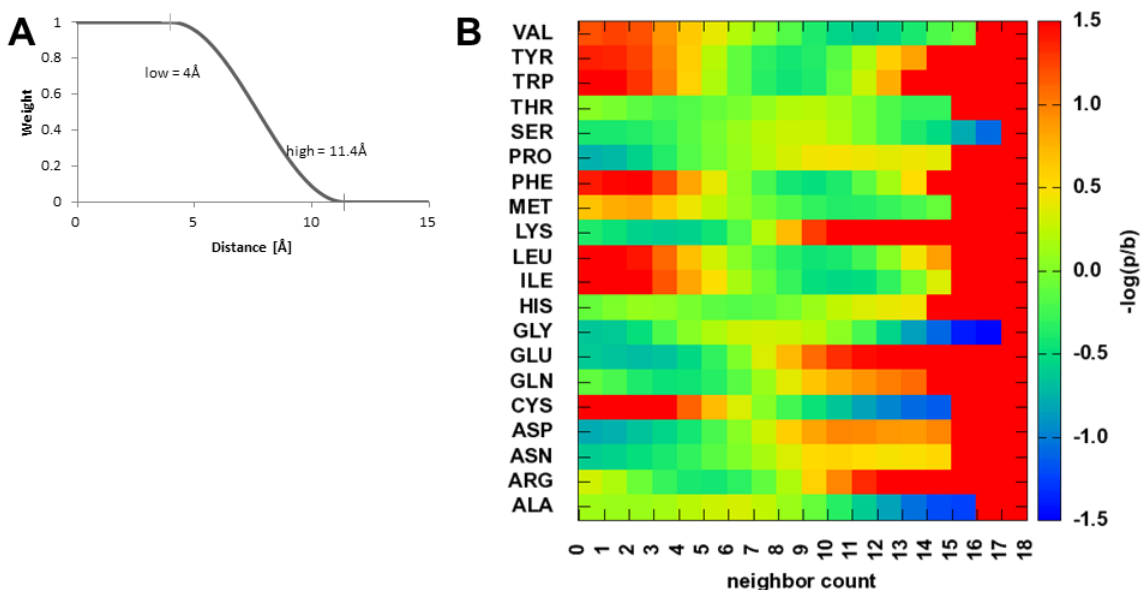 A
1
0.8
0.6
0.4
0.2
0
Weight
low = 4Å
high = 11.4Å
0 5 10 15
Distance [Å]
B
VAL
TYR
TRP
THR
SER
PRO
PHE
MET
LYS
LEU
ILE
HIS
GLY
GLU
GLN
CYS
ASP
ASN
ARG
ALA
0 1 2 3 4 5 6 7 8 9 10 11 12 13 14 15 16 17 18
neighbor count
1.5
1.0
0.5
0.0
-0.5
-1.0
-1.5
-log(p/b)